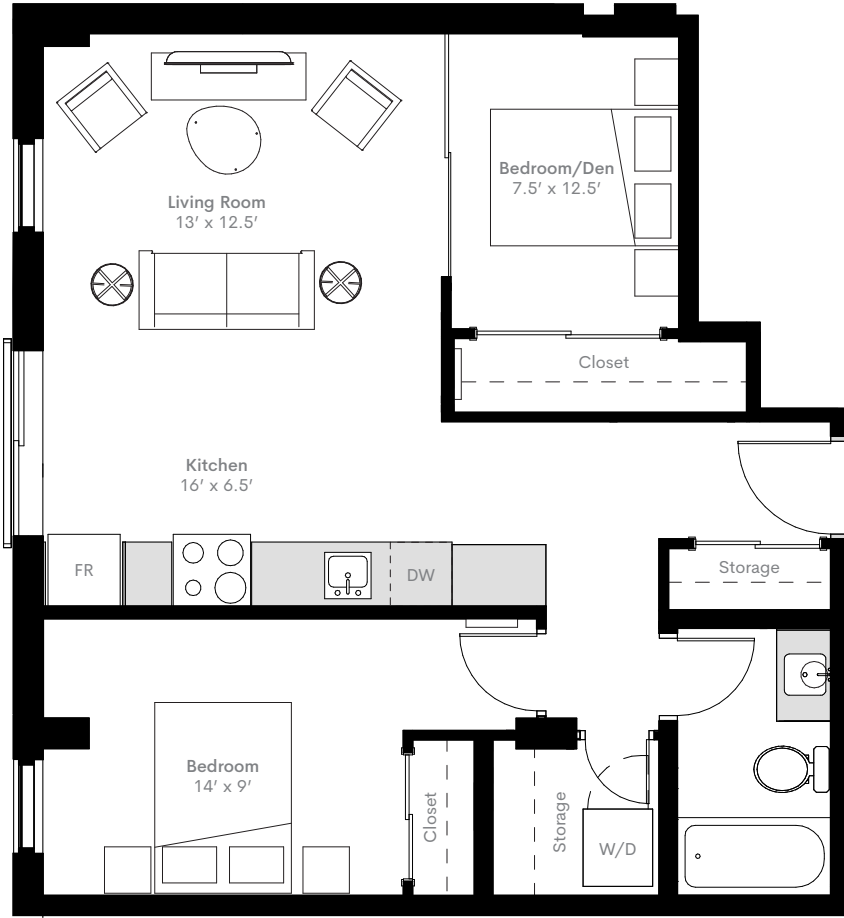 Bedroom/Den
7.5′ x 12.5′
Living Room
13′ x 12.5′
Closet
Kitchen
16′ x 6.5′
FR
DW
Storage
Bedroom
14′ x 9′
Closet
Storage
W/D